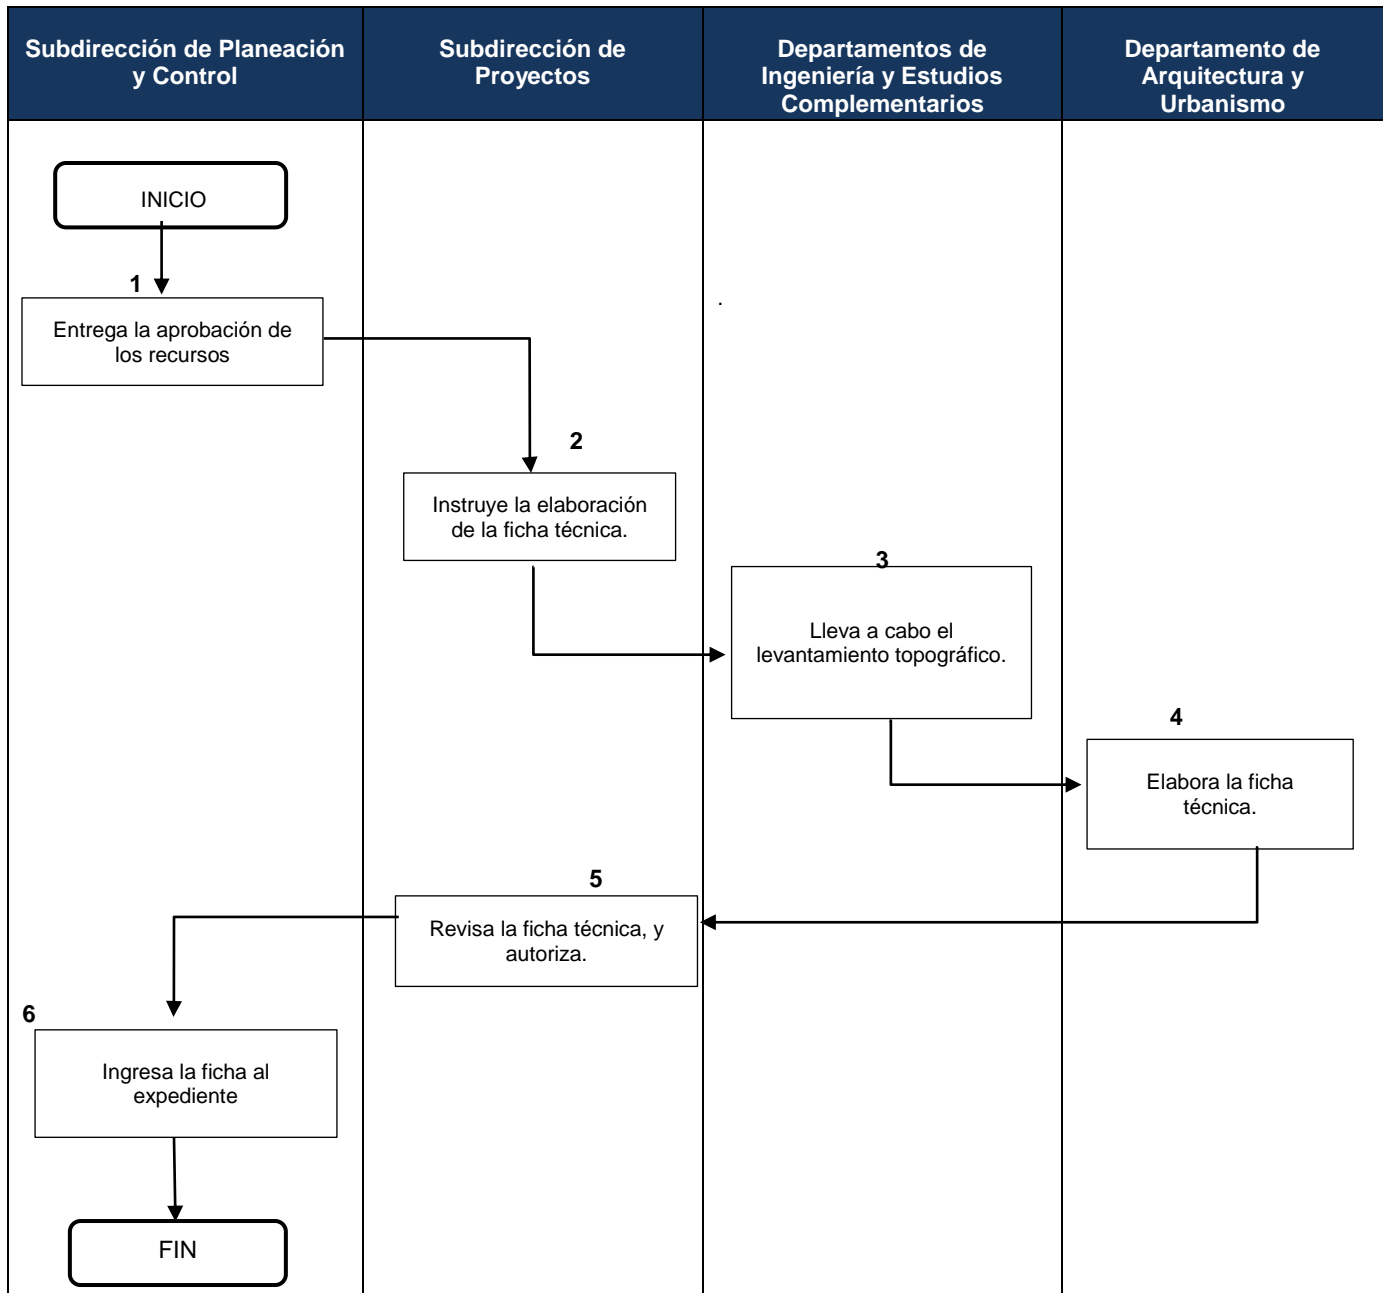 Subdirección de Planeación
y Control
Subdirección de
Proyectos
Departamentos de
Ingeniería y Estudios
Complementarios
Departamento de
Arquitectura y
Urbanismo
INICIO
1
Entrega la aprobación de
los recursos
.
2
Instruye la elaboración
de la ficha técnica.
3
Lleva a cabo el
levantamiento topográfico.
4
Elabora la ficha
técnica.
5
Revisa la ficha técnica, y
autoriza.
6
Ingresa la ficha al
expediente
FIN